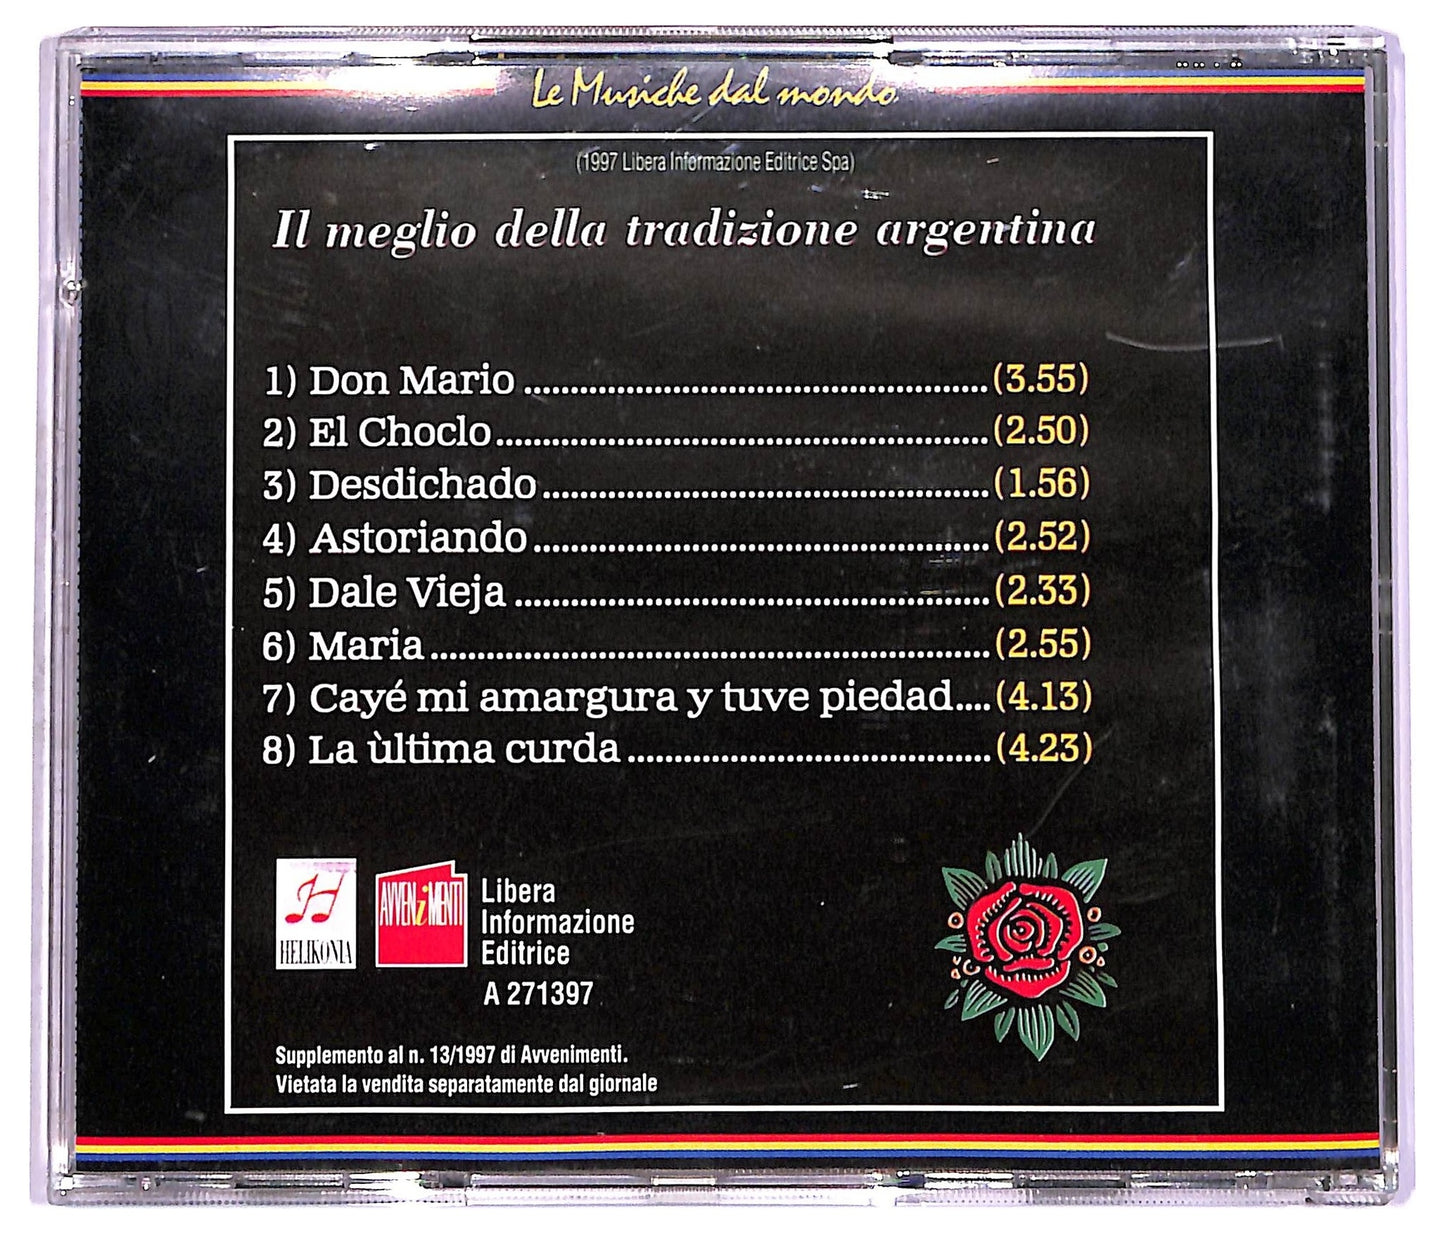 Le Musiche dal mondo
(1997 Libera Informazione Editrice Spa)
Il meglio della tradizione argentina
1) Don Mario ................................................ (3.55)
2) El Choclo................................................... (2.50)
3) Desdichado .............................................. (1.56)
4) Astoriando ............................................... (2.52)
5) Dale Vieja ................................................. (2.33)
6) Maria .......................................................... (2.55)
7) Cayé mi amargura y tuve piedad.... (4.13)
8) La ùltima curda ...................................... (4.23)
HELIKONIA
AVVENiMENTI
Libera
Informazione
Editrice
A 271397
Supplemento al n. 13/1997 di Avvenimenti.
Vietata la vendita separatamente dal giornale